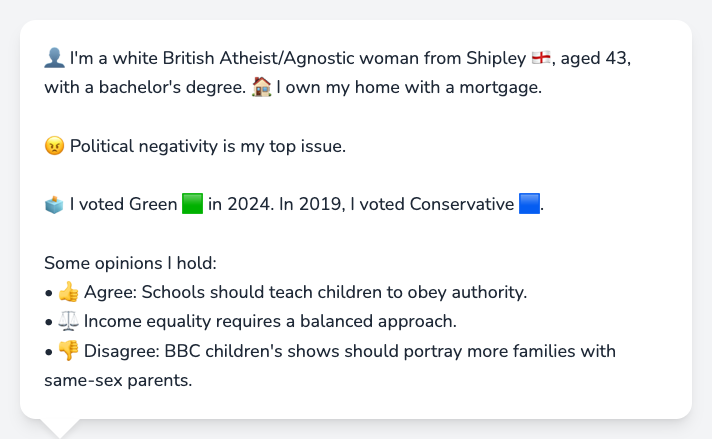 👤 I'm a white British Atheist/Agnostic woman from Shipley 🏴󠁧󠁢󠁥󠁮󠁧󠁿, aged 43,
with a bachelor's degree. 🏠 I own my home with a mortgage.
😠 Political negativity is my top issue.
🗳️ I voted Green 🟩 in 2024. In 2019, I voted Conservative 🟦.
Some opinions I hold:
• 👍 Agree: Schools should teach children to obey authority.
• ⚖️ Income equality requires a balanced approach.
• 👎 Disagree: BBC children's shows should portray more families with
same-sex parents.